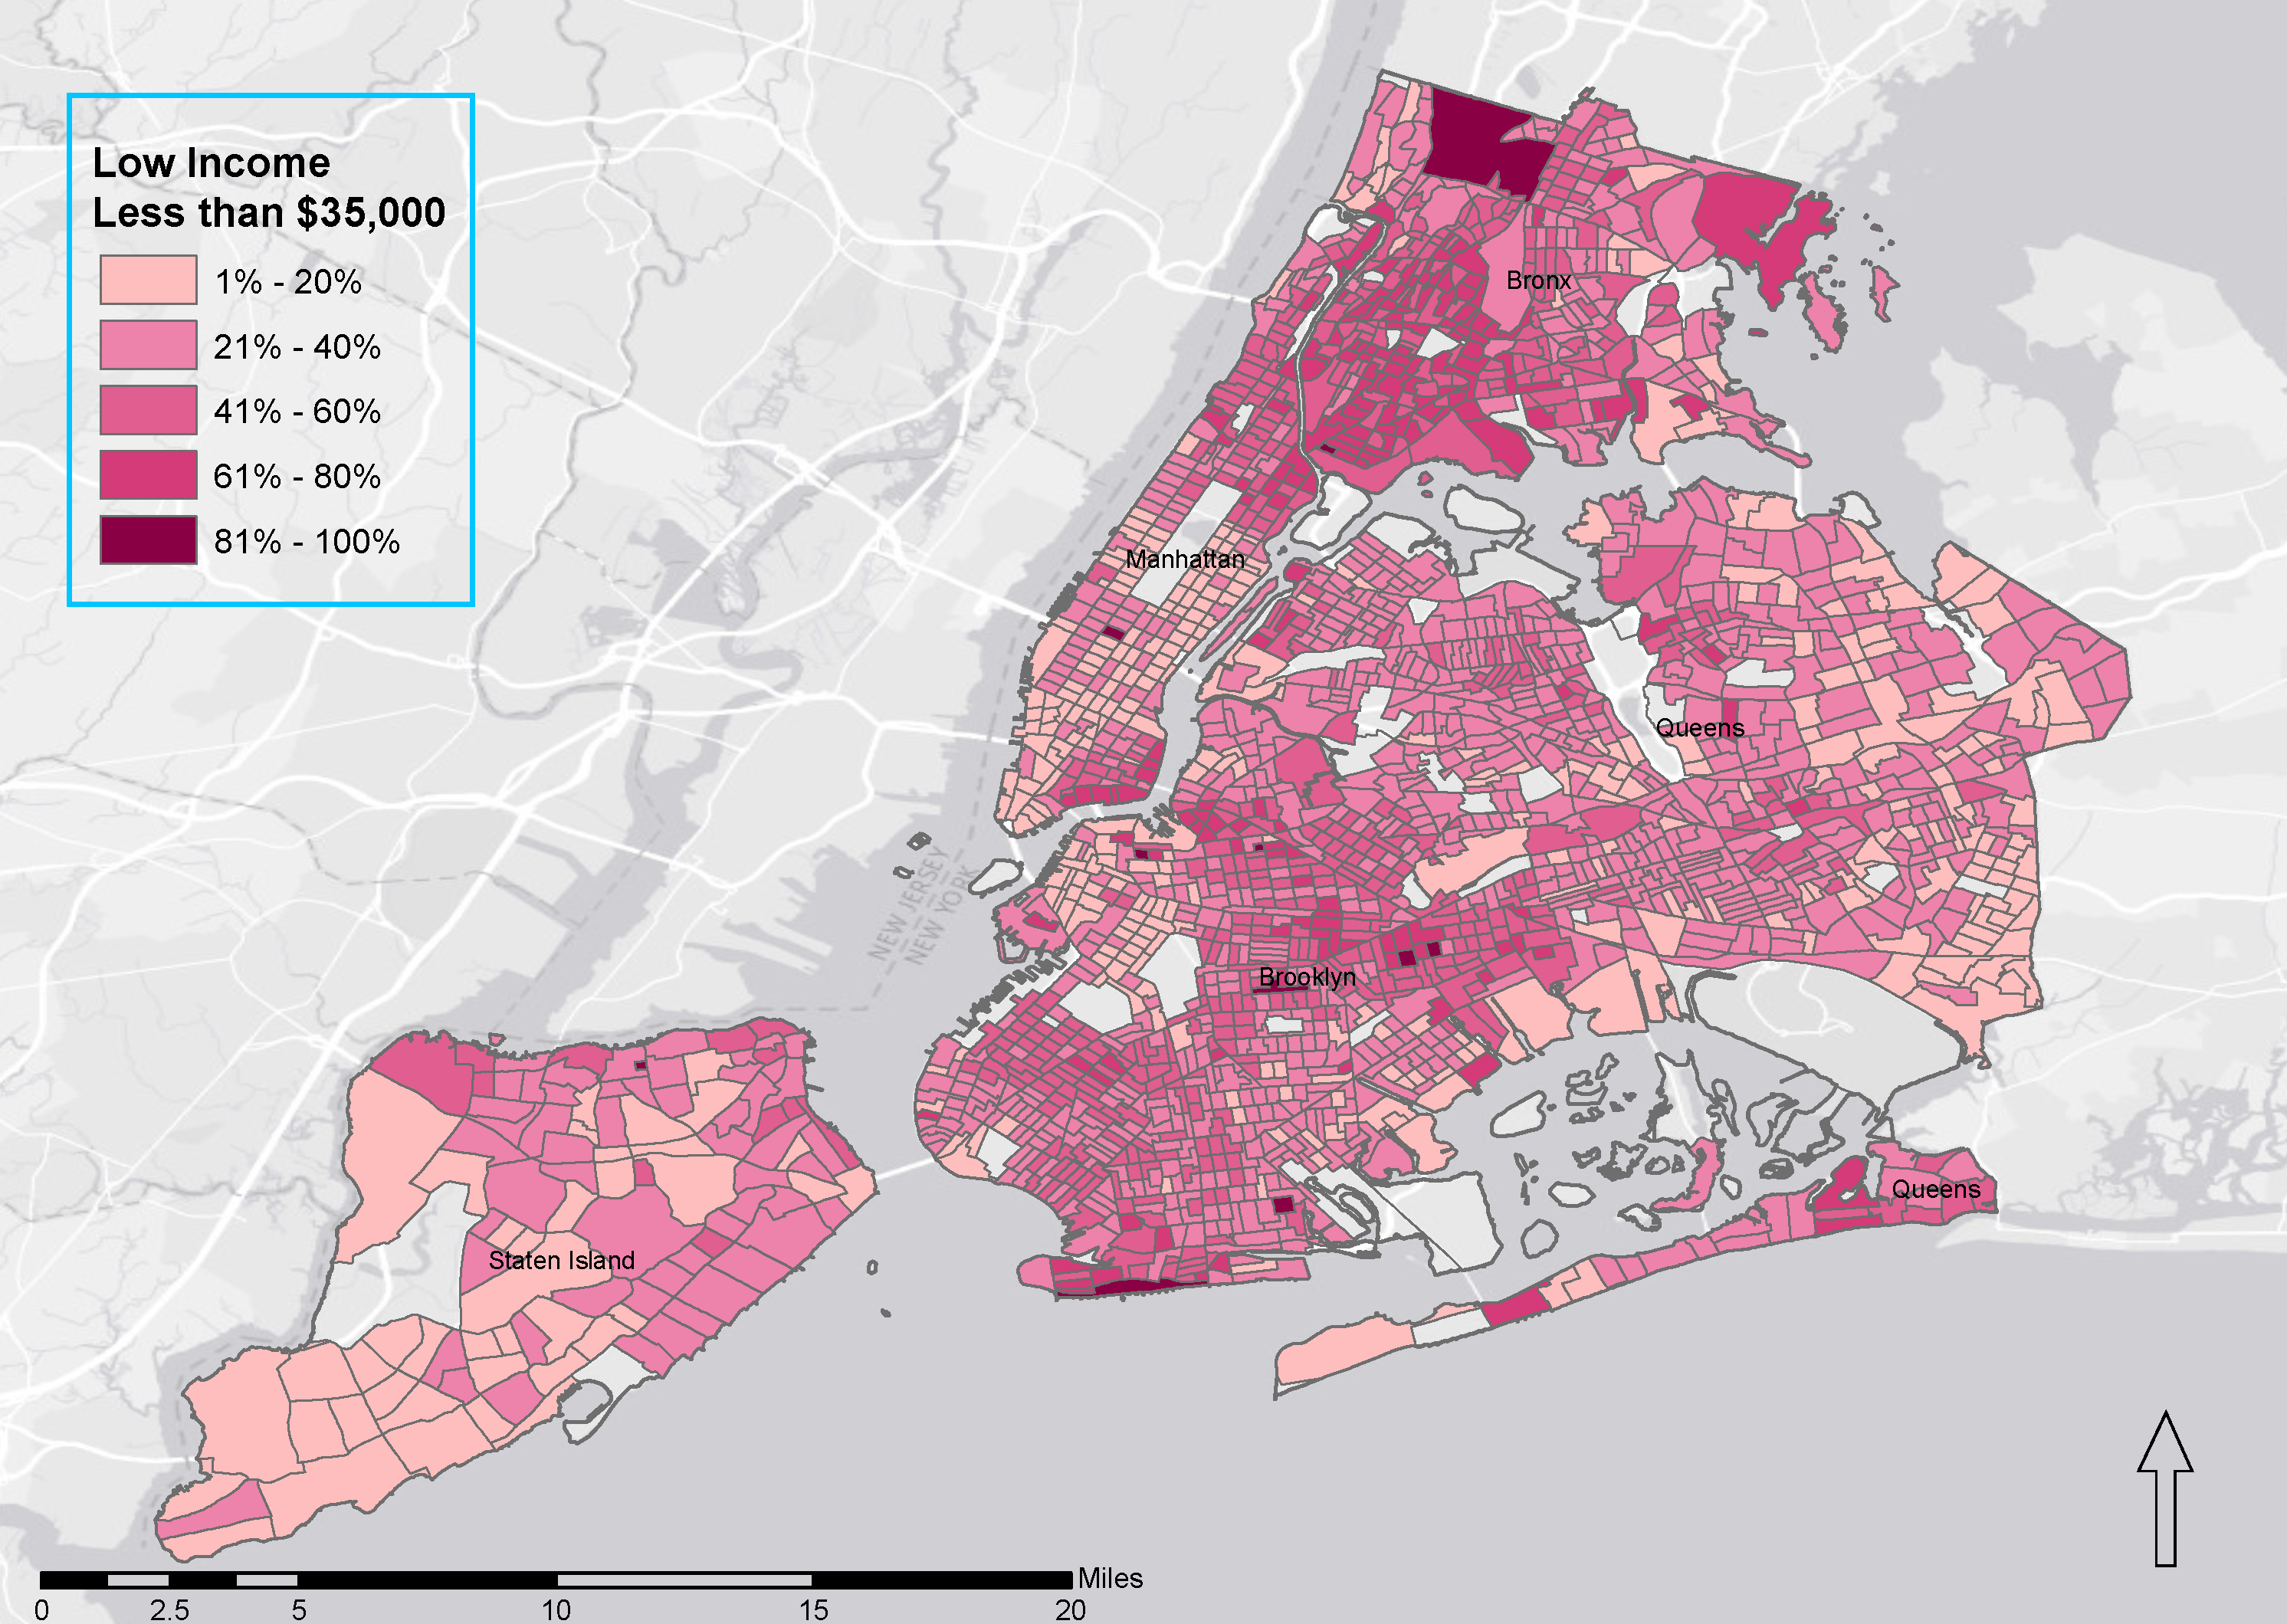 Low Income
Less than $35,000
1% - 20%
21% - 40%
41% - 60%
61% - 80%
81% - 100%
Bronx
Manhattan
Queens
NEW JERSEY
NEW YORK
Brooklyn
Queens
Staten Island
Miles
0 2.5 5 10 15 20